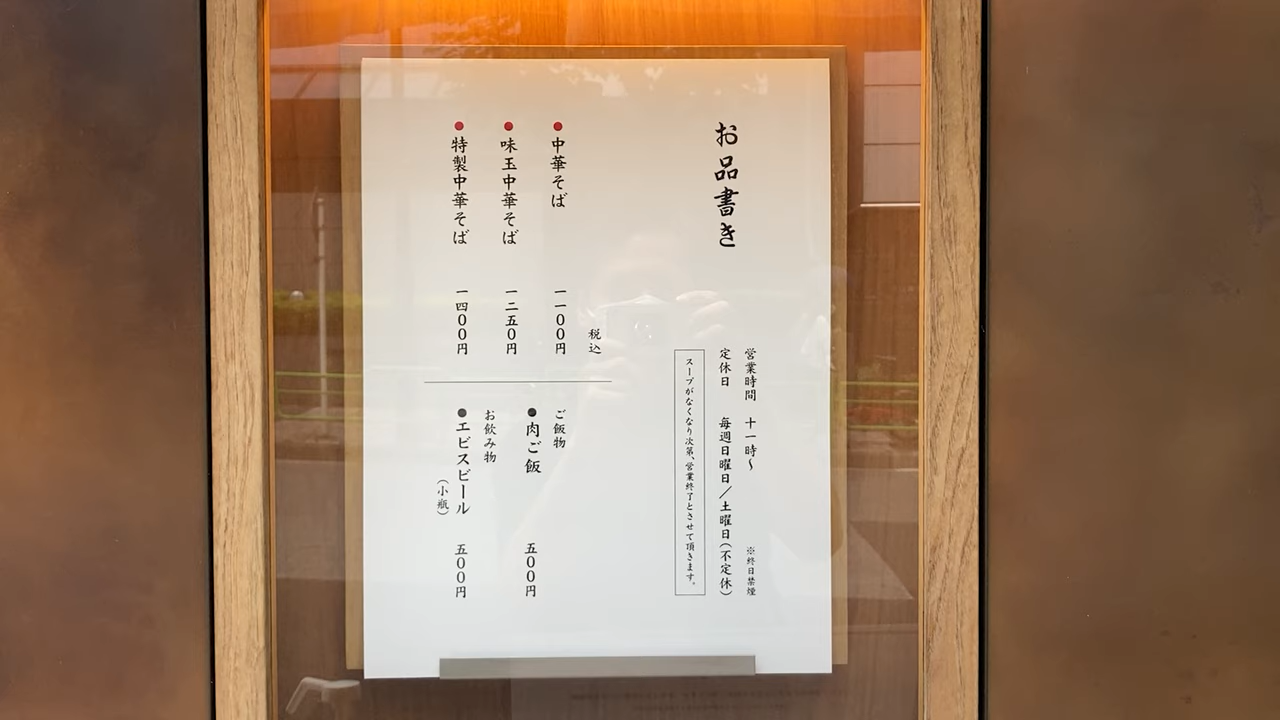 お品書き
営業時間 十一時〜
※終日禁煙
定休日 毎週日曜日/土曜日(不定休)
スープがなくなり次第、営業終了とさせて頂きます。
税込
●中華そば 一一〇〇円
●味玉中華そば 一二五〇円
●特製中華そば 一四〇〇円
ご飯物
●肉ご飯 五〇〇円
お飲み物
●エビスビール 五〇〇円
(小瓶)